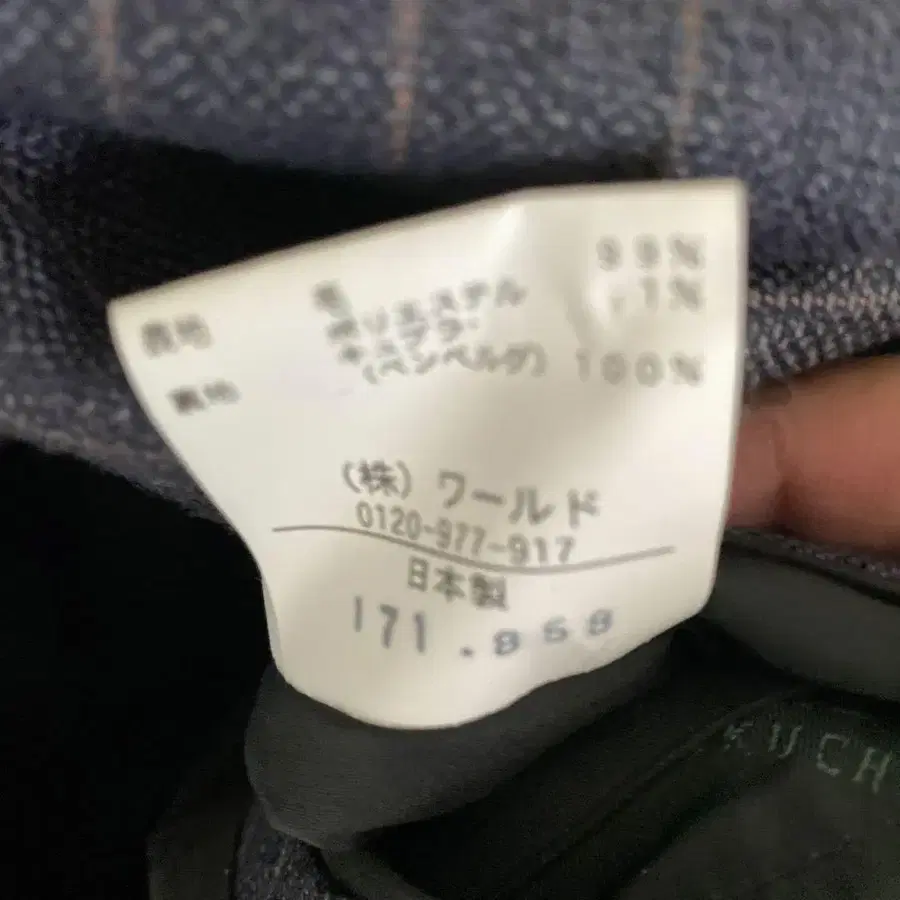 表地 毛 99%
ポリエステル 1%
裏地 キュプラ
(ベンベルグ) 100%
(株) ワールド
0120-977-917
日本製
171
KUCH